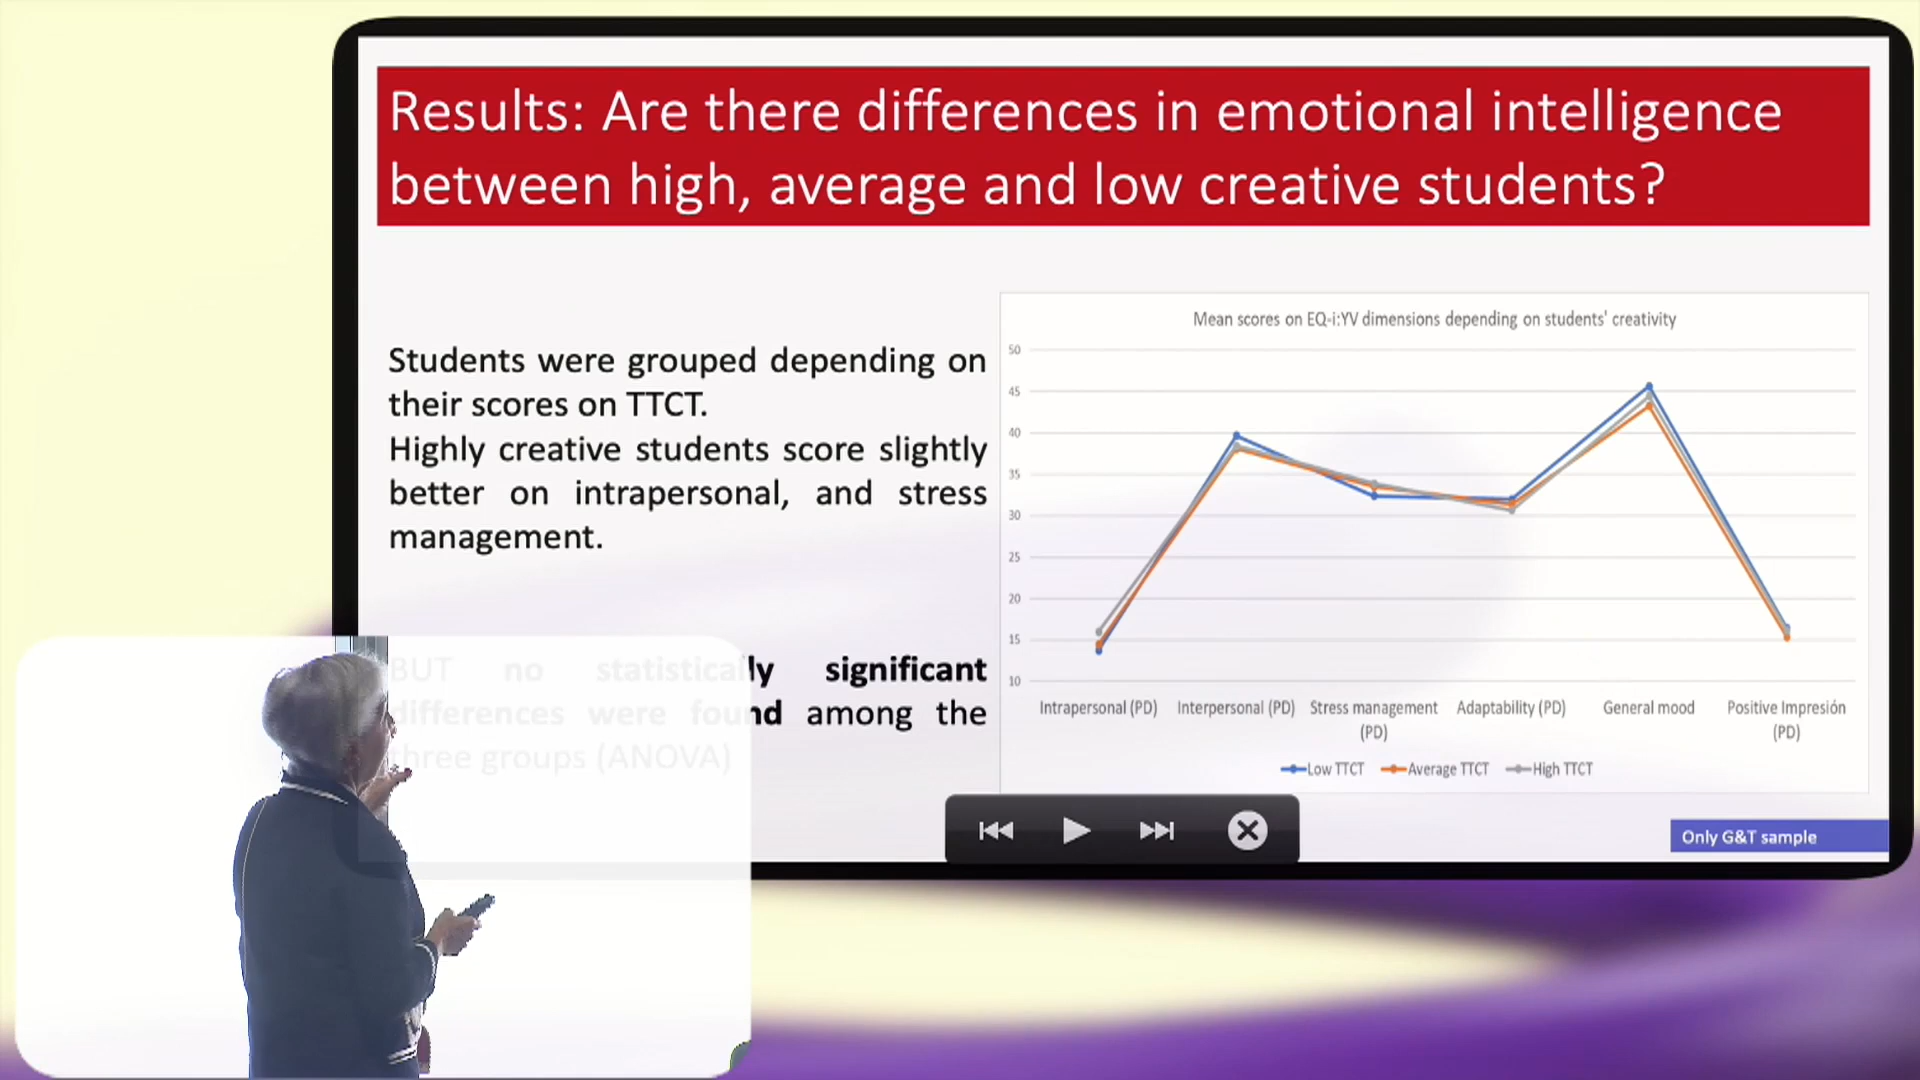 Results: Are there differences in emotional intelligence
between high, average and low creative students?
Students were grouped depending on
their scores on TTCT.
Highly creative students score slightly
better on intrapersonal, and stress
management.
BUT no statistically significant
differences were found among the
three groups (ANOVA)
Mean scores on EQ-i:YV dimensions depending on students' creativity
50
45
40
35
30
25
20
15
10
Intrapersonal (PD) Interpersonal (PD) Stress management (PD) Adaptability (PD) General mood Positive Impresión (PD)
Low TTCT Average TTCT High TTCT
Only G&T sample